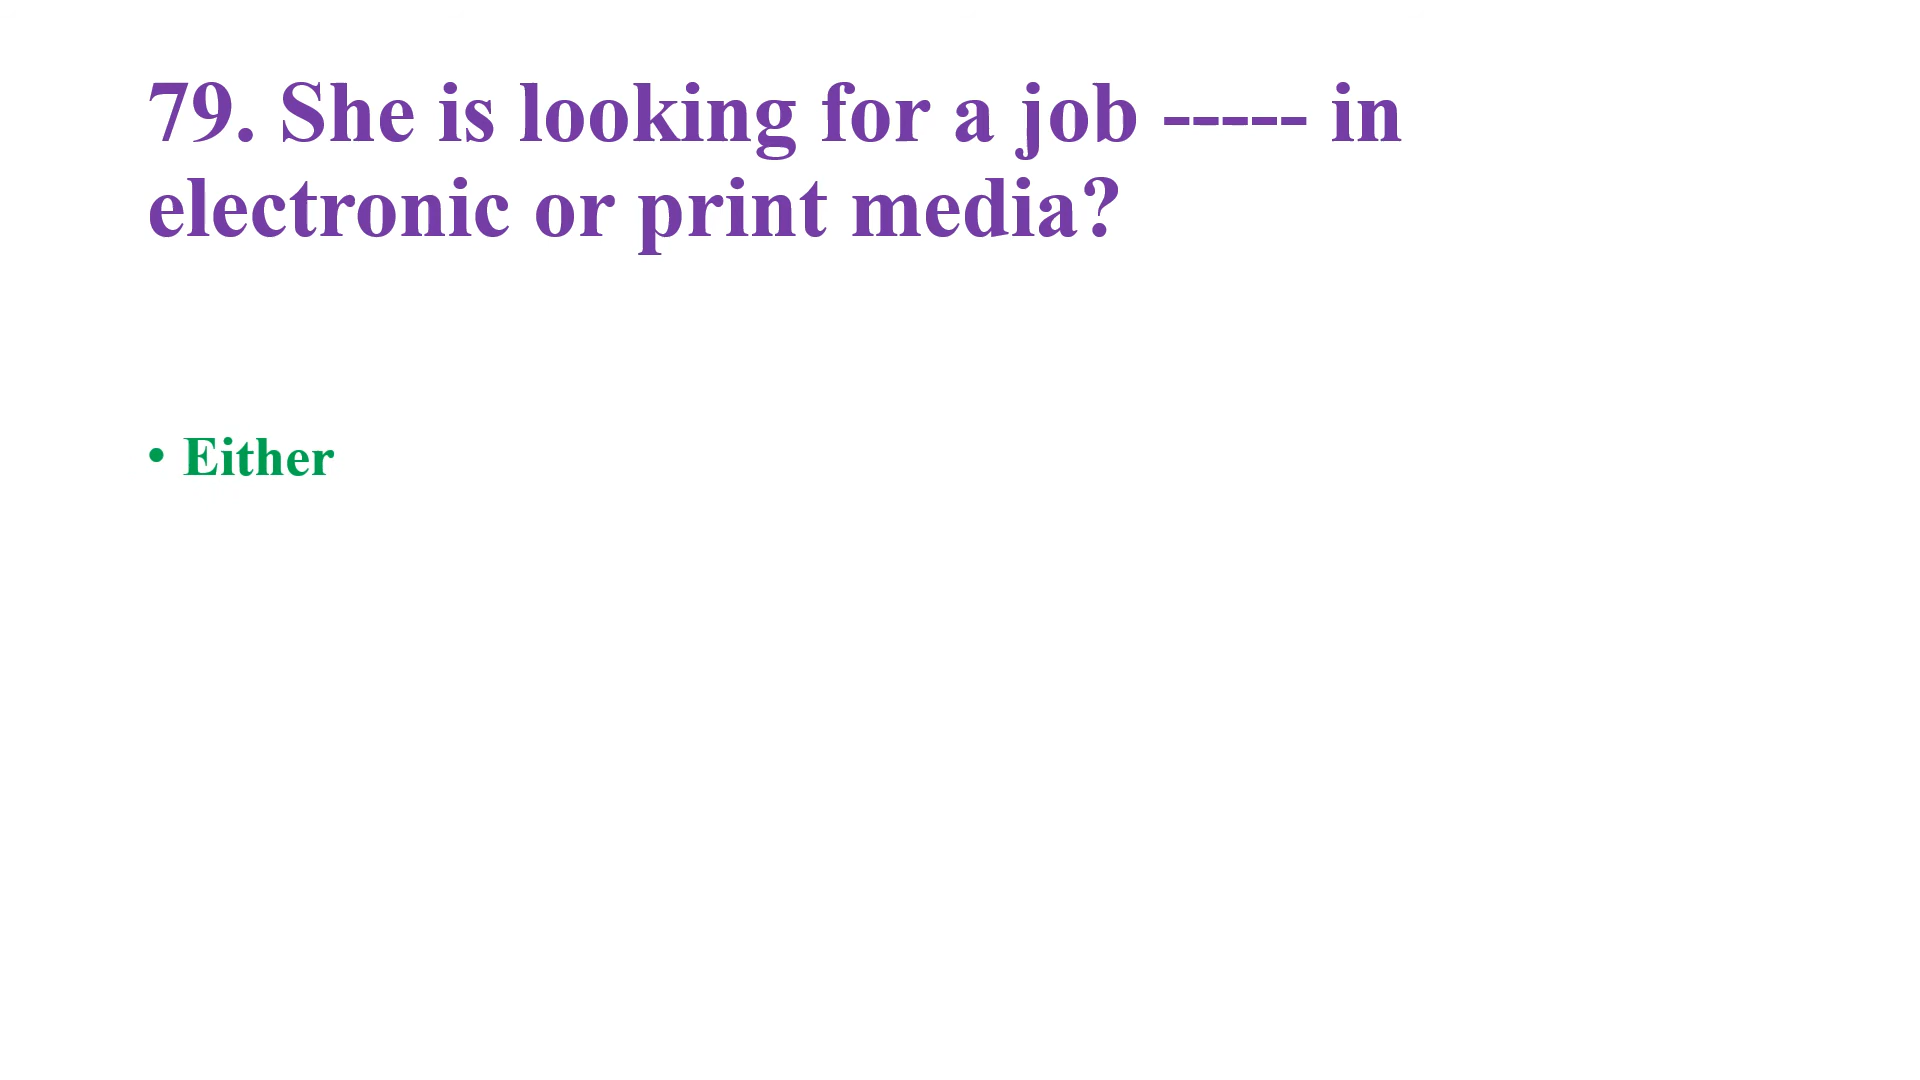 79. She is looking for a job ----- in
electronic or print media?
• Either